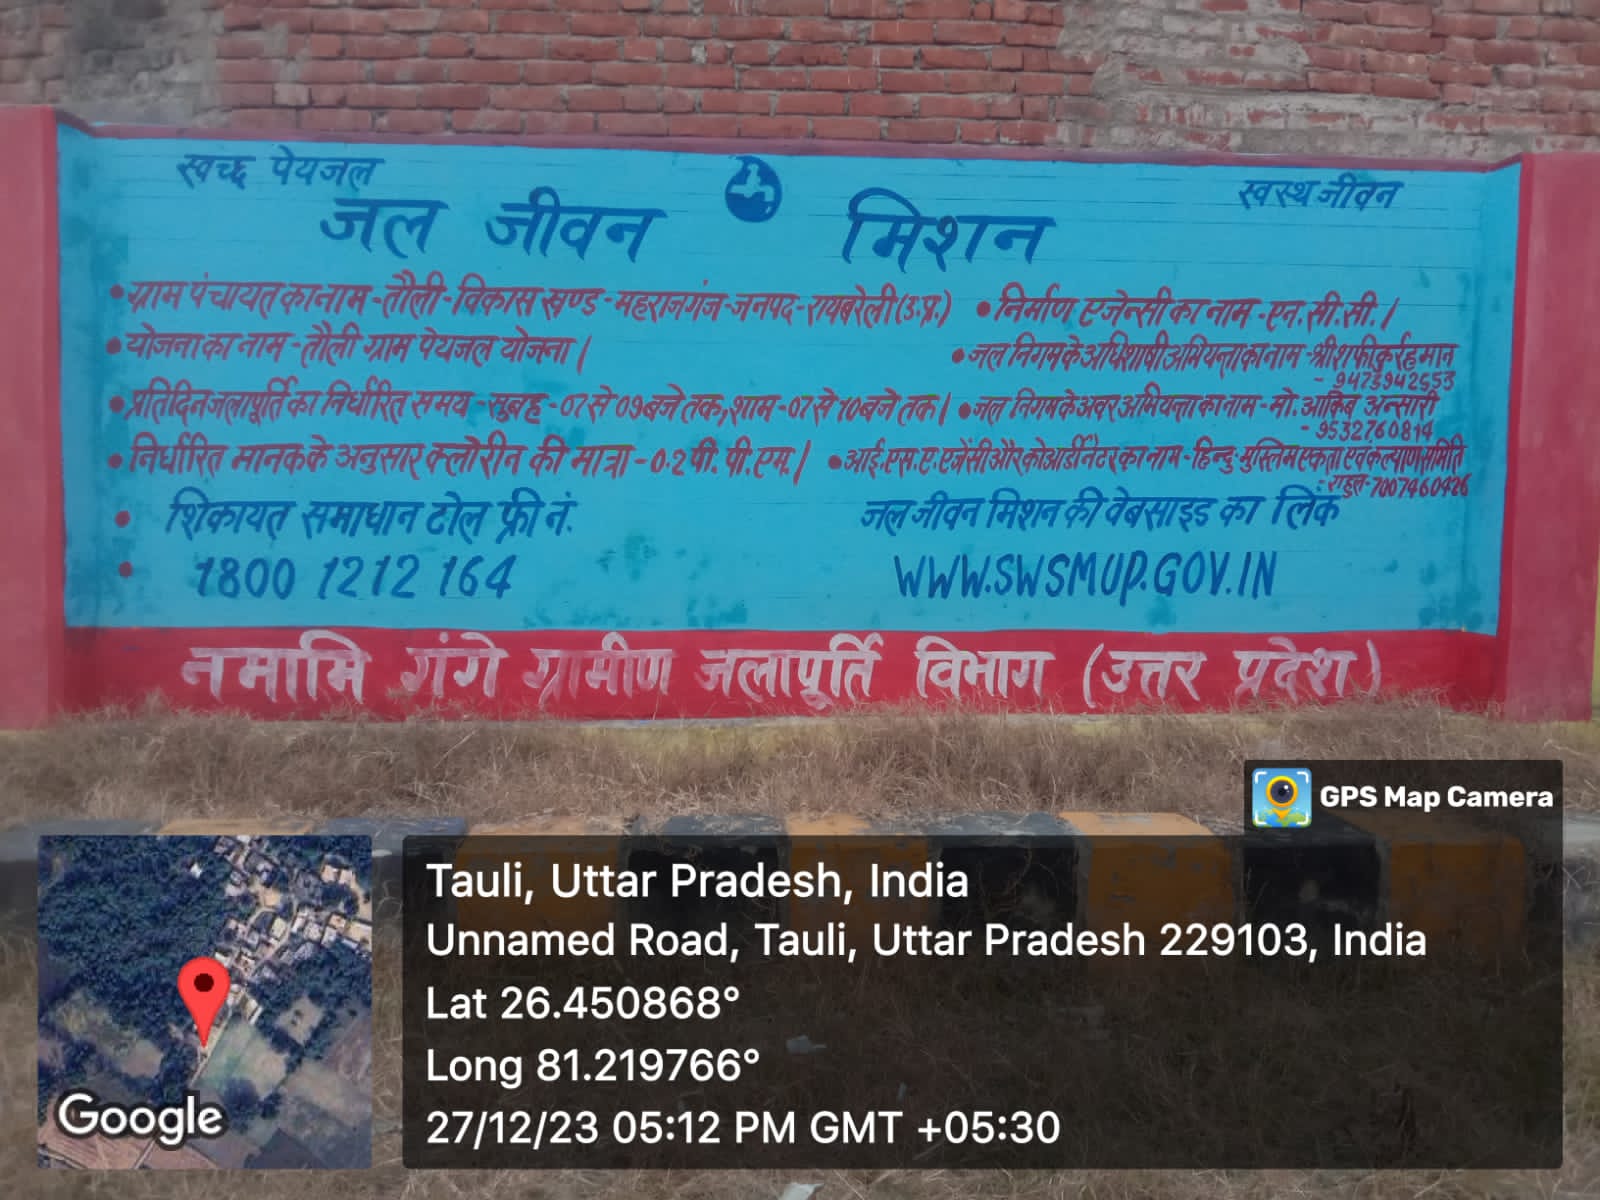 स्वच्छ पेयजल
स्वस्थ जीवन
जल जीवन मिशन
•ग्राम पंचायत का नाम-तौली-विकास खण्ड-महराजगंज-जनपद-रायबरेली(उ.प्र.)
•निर्माण एजेन्सी का नाम-एन.सी.सी.।
•योजना का नाम-तौली ग्राम पेयजल योजना।
•जल निगम के अधिशाषी अभियन्ता का नाम-श्री शफीकुर्रहमान
- 9473942553
•प्रतिदिन जलापूर्ति का निर्धारित समय-सुबह-07 से 09 बजे तक, शाम-07 से 10 बजे तक।
•जल निगम के अवर अभियन्ता का नाम-मो. आकिब अन्सारी
- 9532760814
•निर्धारित मानक के अनुसार क्लोरीन की मात्रा-0.2 पी. पी. एम.।
•आई.एस.ए. एजेंसी और कोआर्डीनेटर का नाम-हिन्दु-मुस्लिम एकता एवं कल्याण समिति
- राहुल-7007460426
• शिकायत समाधान टोल फ्री नं.
जल जीवन मिशन की वेबसाइड का लिंक
• 1800 1212 164
WWW.SWSMUP.GOV.IN
नमामि गंगे ग्रामीण जलापूर्ति विभाग (उत्तर प्रदेश)
GPS Map Camera
Tauli, Uttar Pradesh, India
Unnamed Road, Tauli, Uttar Pradesh 229103, India
Lat 26.450868°
Long 81.219766°
27/12/23 05:12 PM GMT +05:30
Google